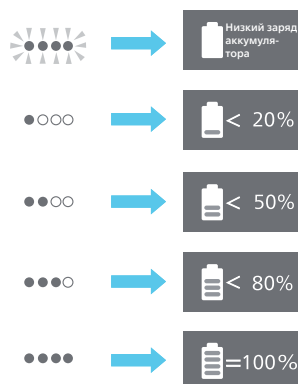 Низкий заряд
аккумуля-
тора
< 20%
< 50%
< 80%
=100%